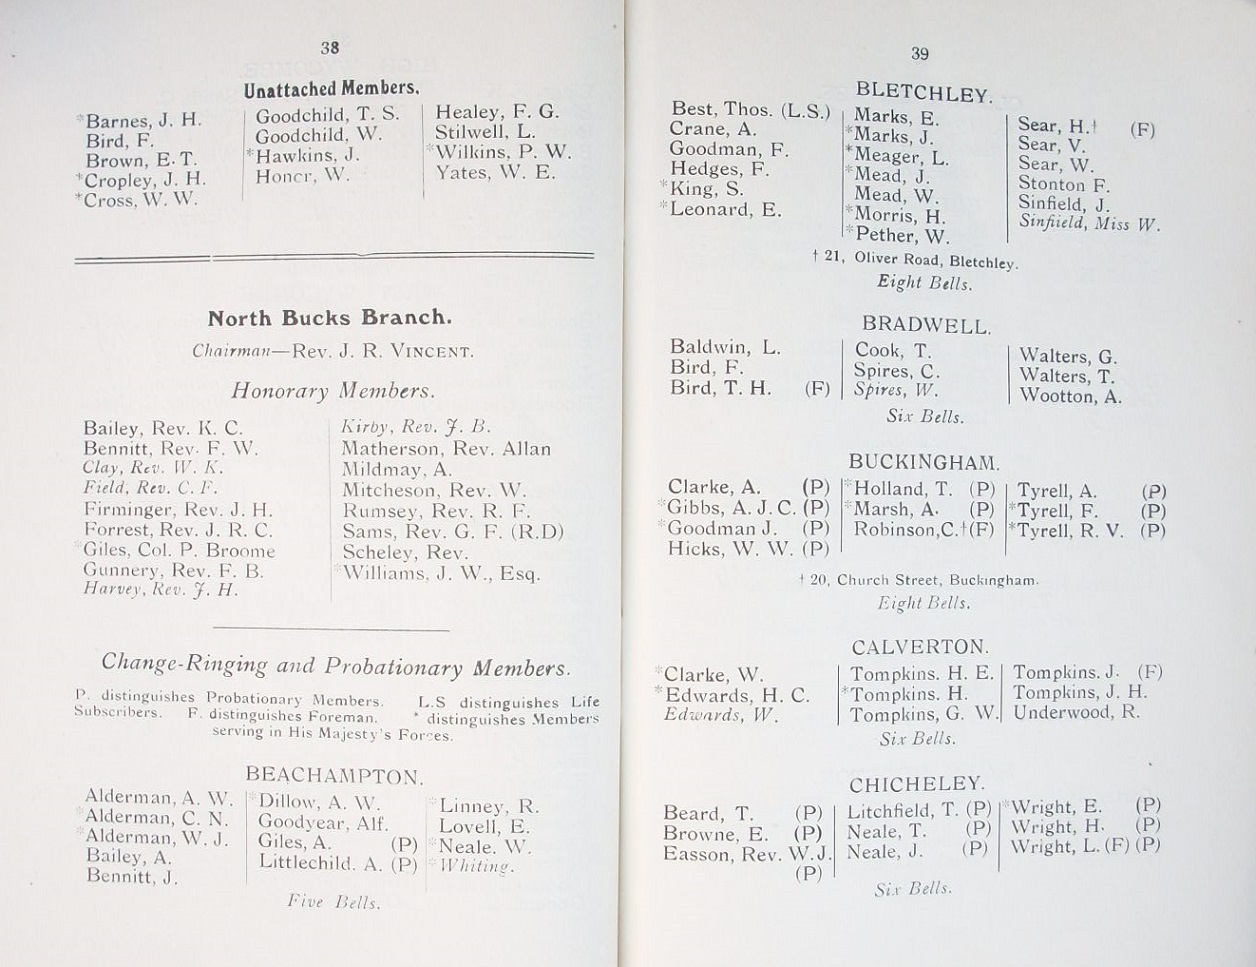 38
Unattached Members.
*Barnes, J. H.
Bird, F.
Brown, E. T.
*Cropley, J. H.
*Cross, W. W.
Goodchild, T. S.
Goodchild, W.
*Hawkins, J.
Honor, W.
Healey, F. G.
Stilwell, L.
*Wilkins, P. W.
Yates, W. E.
North Bucks Branch.
Chairman—Rev. J. R. VINCENT.
Honorary Members.
Bailey, Rev. K. C.
Bennitt, Rev. F. W.
Clay, Rev. W. K.
Field, Rev. C. F.
Firminger, Rev. J. H.
Forrest, Rev. J. R. C.
*Giles, Col. P. Broome
Gunnery, Rev. F. B.
Harvey, Rev. J. H.
Kirby, Rev. J. B.
Matherson, Rev. Allan
Mildmay, A.
Mitcheson, Rev. W.
Rumsey, Rev. R. F.
Sams, Rev. G. F. (R.D)
Scheley, Rev.
*Williams, J. W., Esq.
Change-Ringing and Probationary Members.
P. distinguishes Probationary Members. L.S distinguishes Life
Subscribers. F. distinguishes Foreman. * distinguishes Members
serving in His Majesty's Forces.
BEACHAMPTON.
Alderman, A. W.
*Alderman, C. N.
*Alderman, W. J.
Bailey, A.
Bennitt, J.
*Dillow, A. W.
Goodyear, Alf.
Giles, A. (P)
Littlechild. A. (P)
*Linney, R.
Lovell, E.
*Neale. W.
*Whiting.
Five Bells.
39
BLETCHLEY.
Best, Thos. (L.S.)
Crane, A.
Goodman, F.
Hedges, F.
*King, S.
*Leonard, E.
Marks, E.
*Marks, J.
*Meager, L.
*Mead, J.
Mead, W.
*Morris, H.
*Pether, W.
Sear, H.† (F)
Sear, V.
Sear, W.
Stonton F.
Sinfield, J.
Sinfiield, Miss W.
† 21, Oliver Road, Bletchley.
Eight Bells.
BRADWELL.
Baldwin, L.
Bird, F.
Bird, T. H. (F)
Cook, T.
Spires, C.
Spires, W.
Walters, G.
Walters, T.
Wootton, A.
Six Bells.
BUCKINGHAM.
Clarke, A. (P)
*Gibbs, A. J. C. (P)
*Goodman J. (P)
Hicks, W. W. (P)
*Holland, T. (P)
*Marsh, A. (P)
Robinson,C.†(F)
Tyrell, A. (P)
*Tyrell, F. (P)
*Tyrell, R. V. (P)
† 20, Church Street, Buckingham.
Eight Bells.
CALVERTON.
*Clarke, W.
*Edwards, H. C.
Edwards, W.
Tompkins. H. E.
*Tompkins. H.
Tompkins, G. W.
Tompkins. J. (F)
Tompkins, J. H.
Underwood, R.
Six Bells.
CHICHELEY.
Beard, T. (P)
Browne, E. (P)
Easson, Rev. W. J.
(P)
Litchfield, T. (P)
Neale, T. (P)
Neale, J. (P)
*Wright, E. (P)
Wright, H. (P)
Wright, L. (F) (P)
Six Bells.